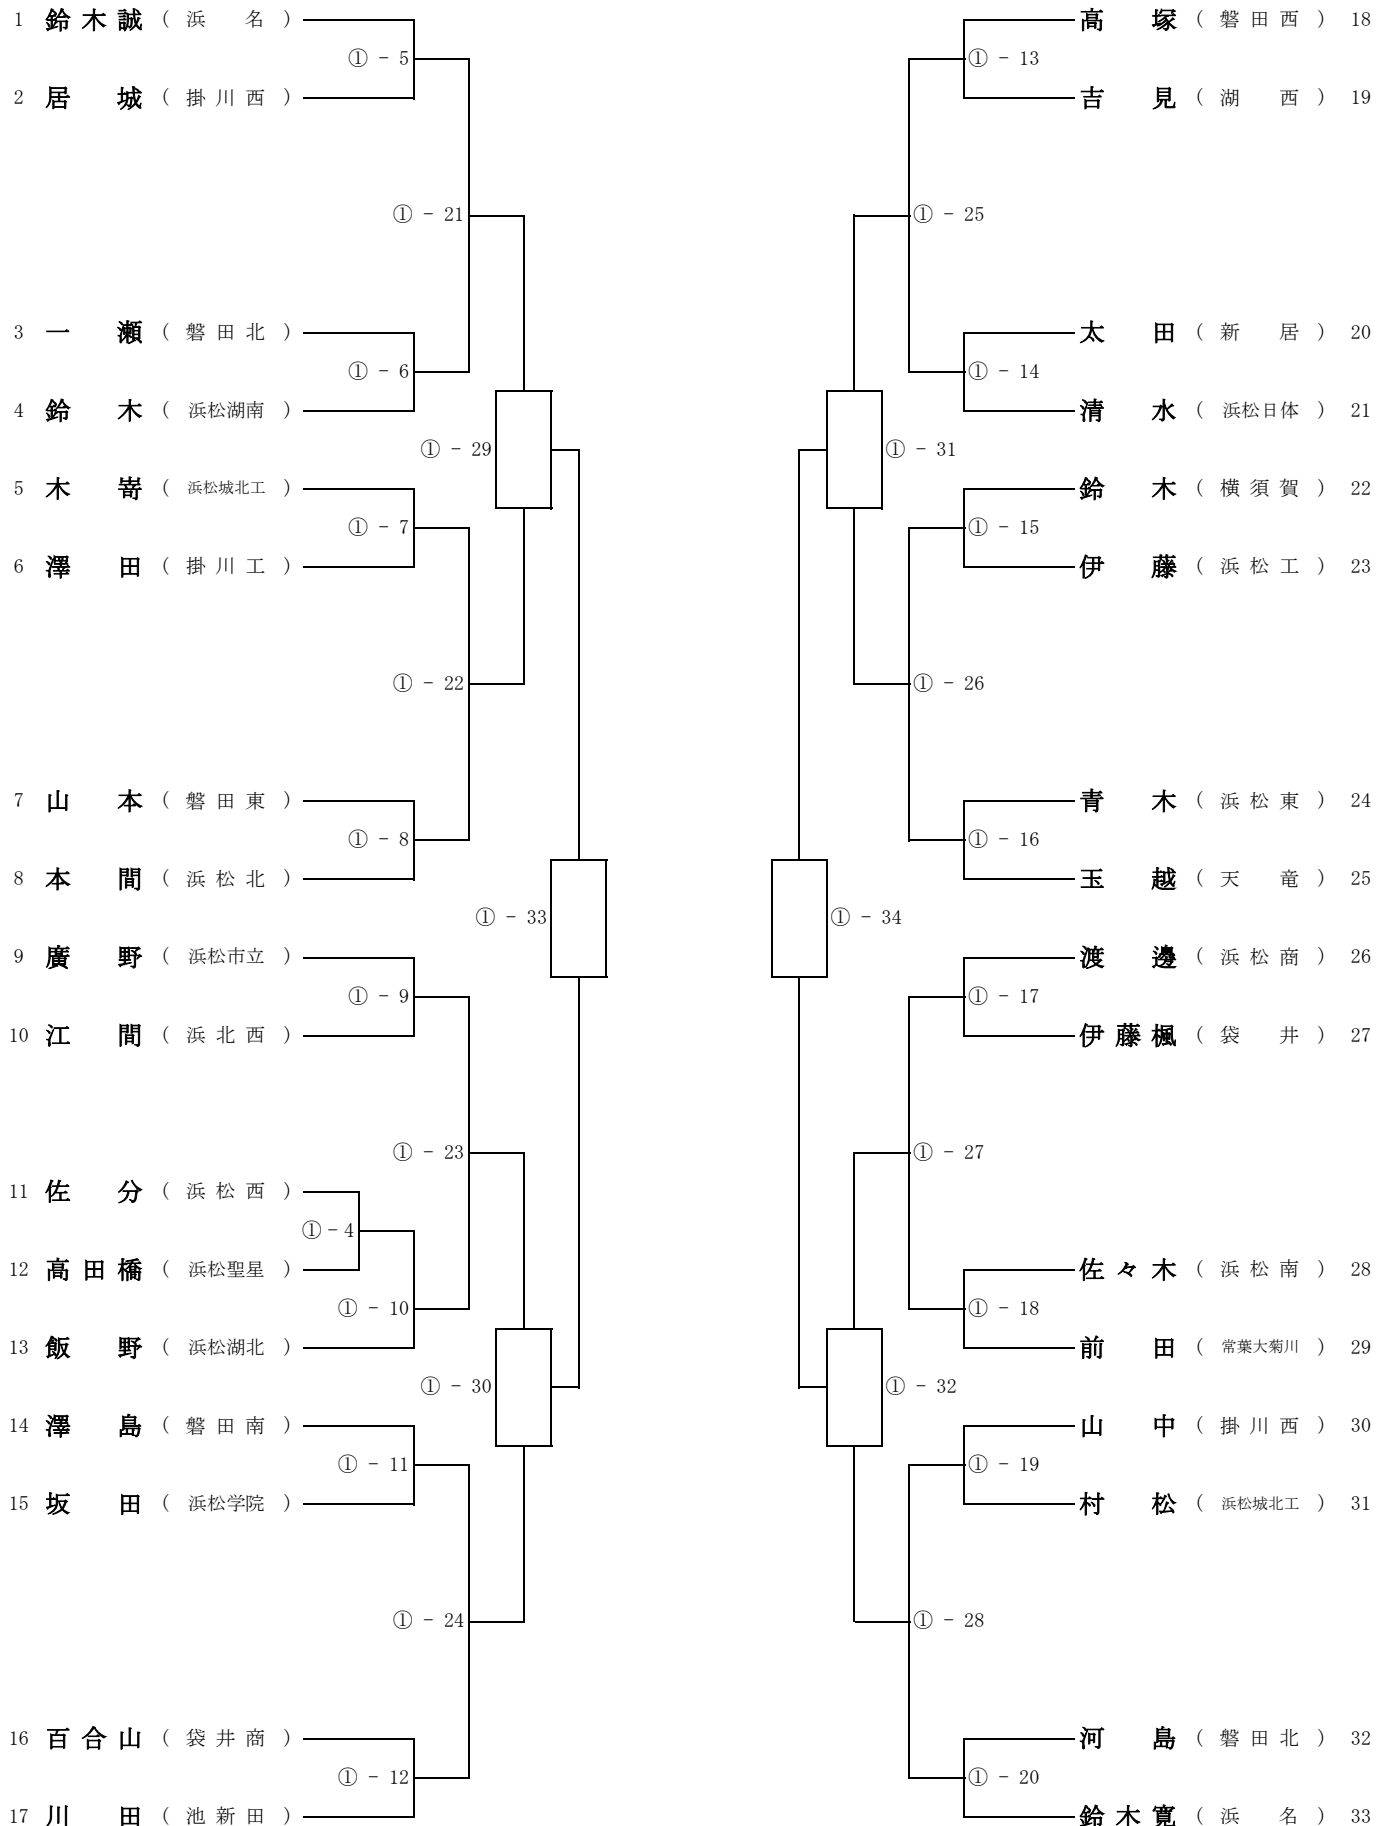 1 鈴木誠 ( 浜 名 )
① - 5
2 居 城 ( 掛川西 )
① - 21
3 一 瀬 ( 磐田北 )
① - 6
4 鈴 木 ( 浜松湖南 )
① - 29
5 木 嵜 ( 浜松城北工 )
① - 7
6 澤 田 ( 掛川工 )
① - 22
7 山 本 ( 磐田東 )
① - 8
8 本 間 ( 浜松北 )
① - 33
9 廣 野 ( 浜松市立 )
① - 9
10 江 間 ( 浜北西 )
① - 23
11 佐 分 ( 浜松西 )
① - 4
12 髙田橋 ( 浜松聖星 )
① - 10
13 飯 野 ( 浜松湖北 )
① - 30
14 澤 島 ( 磐田南 )
① - 11
15 坂 田 ( 浜松学院 )
① - 24
16 百合山 ( 袋井商 )
① - 12
17 川 田 ( 池新田 )
髙 塚 ( 磐田西 ) 18
① - 13
吉 見 ( 湖 西 ) 19
① - 25
太 田 ( 新 居 ) 20
① - 14
清 水 ( 浜松日体 ) 21
① - 31
鈴 木 ( 横須賀 ) 22
① - 15
伊 藤 ( 浜松工 ) 23
① - 26
青 木 ( 浜松東 ) 24
① - 16
玉 越 ( 天 竜 ) 25
① - 34
渡 邊 ( 浜松商 ) 26
① - 17
伊藤楓 ( 袋 井 ) 27
① - 27
佐々木 ( 浜松南 ) 28
① - 18
前 田 ( 常葉大菊川 ) 29
① - 32
山 中 ( 掛川西 ) 30
① - 19
村 松 ( 浜松城北工 ) 31
① - 28
河 島 ( 磐田北 ) 32
① - 20
鈴木寛 ( 浜 名 ) 33